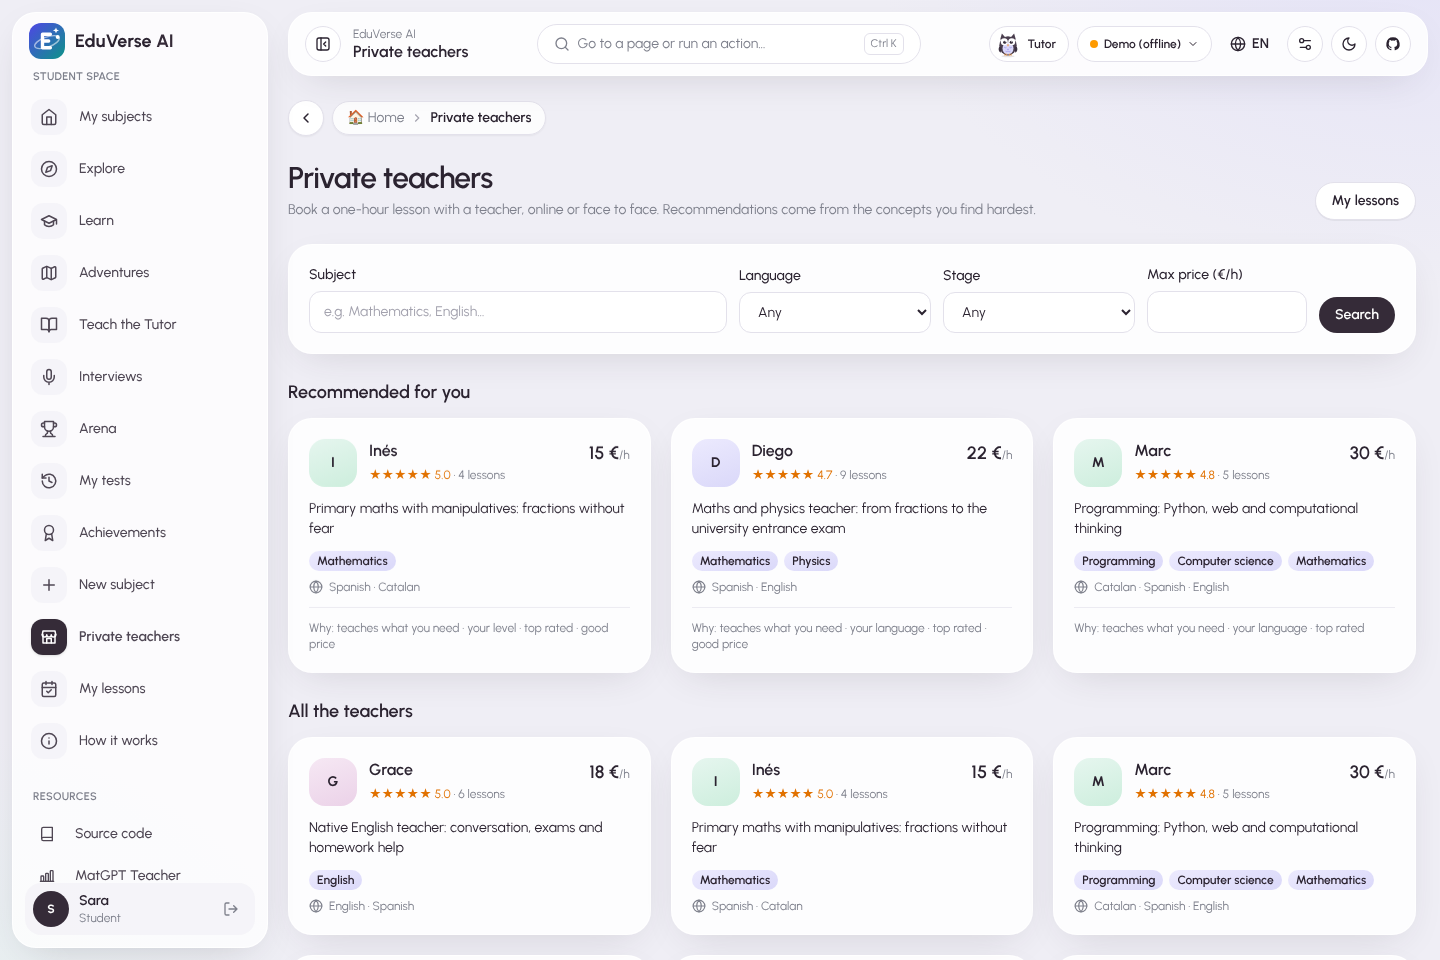 EduVerse AI
STUDENT SPACE
My subjects
Explore
Learn
Adventures
Teach the Tutor
Interviews
Arena
My tests
Achievements
New subject
Private teachers
My lessons
How it works
RESOURCES
Source code
MatGPT Teacher
S
Sara
Student
EduVerse AI
Private teachers
Go to a page or run an action...
Ctrl K
Tutor
Demo (offline)
EN
Home
Private teachers
Private teachers
Book a one-hour lesson with a teacher, online or face to face. Recommendations come from the concepts you find hardest.
My lessons
Subject
e.g. Mathematics, English...
Language
Any
Stage
Any
Max price (€/h)
Search
Recommended for you
I
Inés
★★★★★ 5.0 · 4 lessons
15 €/h
Primary maths with manipulatives: fractions without
fear
Mathematics
Spanish · Catalan
Why: teaches what you need · your level · top rated · good
price
D
Diego
★★★★★ 4.7 · 9 lessons
22 €/h
Maths and physics teacher: from fractions to the
university entrance exam
Mathematics Physics
Spanish · English
Why: teaches what you need · your language · top rated ·
good price
M
Marc
★★★★★ 4.8 · 5 lessons
30 €/h
Programming: Python, web and computational
thinking
Programming Computer science Mathematics
Catalan · Spanish · English
Why: teaches what you need · your language · top rated
All the teachers
G
Grace
★★★★★ 5.0 · 6 lessons
18 €/h
Native English teacher: conversation, exams and
homework help
English
English · Spanish
I
Inés
★★★★★ 5.0 · 4 lessons
15 €/h
Primary maths with manipulatives: fractions without
fear
Mathematics
Spanish · Catalan
M
Marc
★★★★★ 4.8 · 5 lessons
30 €/h
Programming: Python, web and computational
thinking
Programming Computer science Mathematics
Catalan · Spanish · English